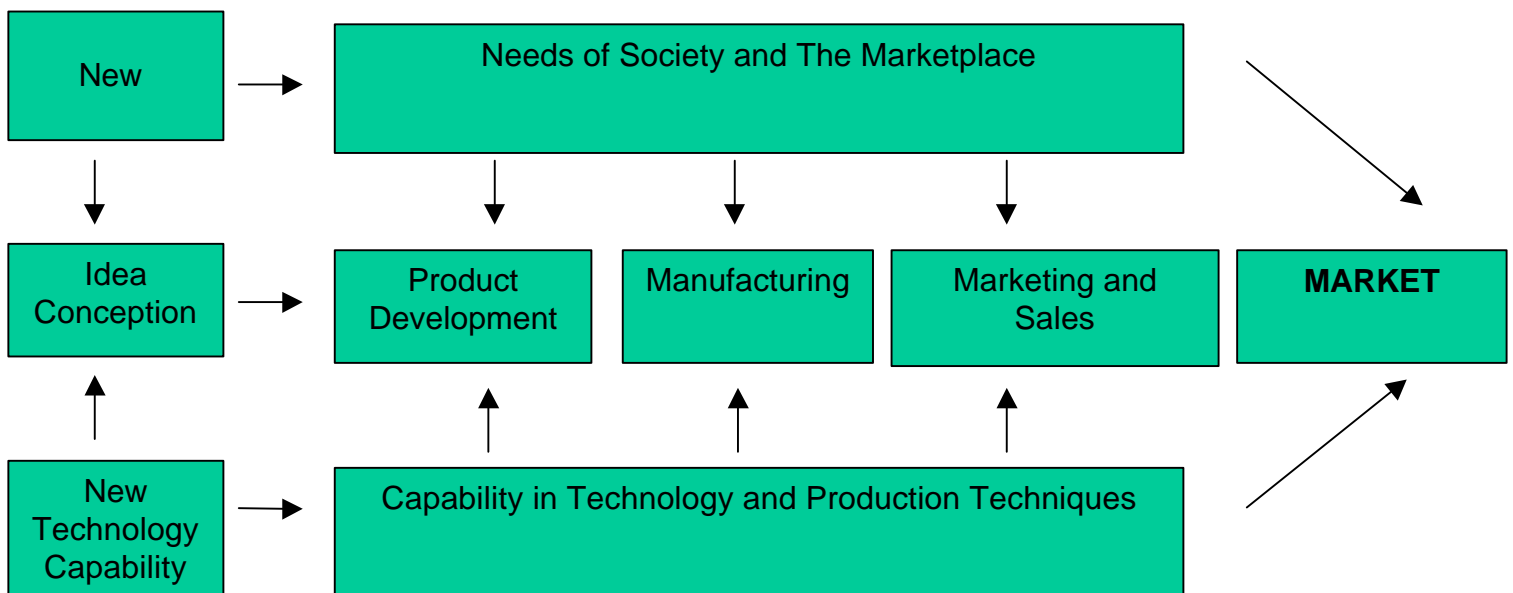 New
Needs of Society and The Marketplace
Idea
Conception
Product
Development
Manufacturing
Marketing and
Sales
MARKET
New
Technology
Capability
Capability in Technology and Production Techniques